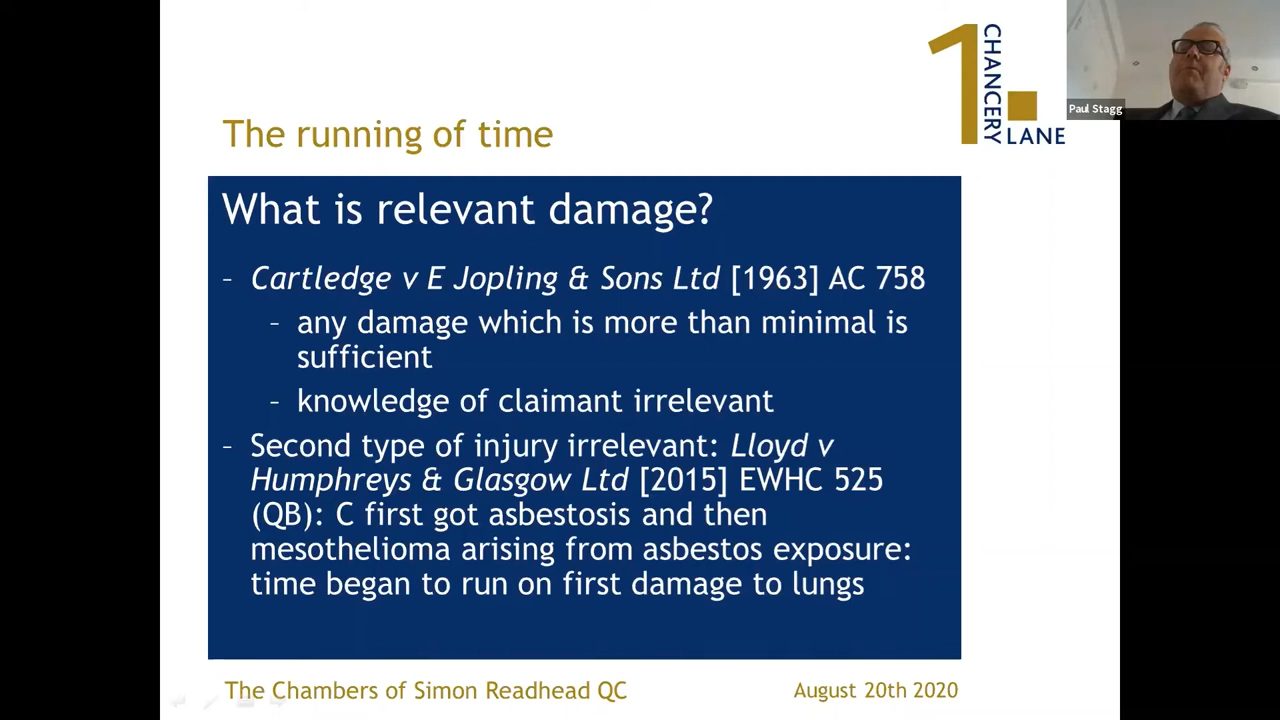 1 CHANCERY LANE
Paul Stagg
The running of time
What is relevant damage?
– Cartledge v E Jopling & Sons Ltd [1963] AC 758
– any damage which is more than minimal is
sufficient
– knowledge of claimant irrelevant
– Second type of injury irrelevant: Lloyd v
Humphreys & Glasgow Ltd [2015] EWHC 525
(QB): C first got asbestosis and then
mesothelioma arising from asbestos exposure:
time began to run on first damage to lungs
The Chambers of Simon Readhead QC
August 20th 2020